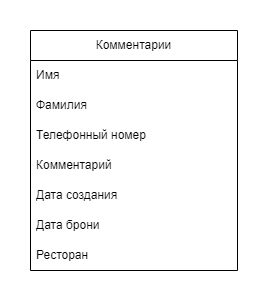 Комментарии
Имя
Фамилия
Телефонный номер
Комментарий
Дата создания
Дата брони
Ресторан